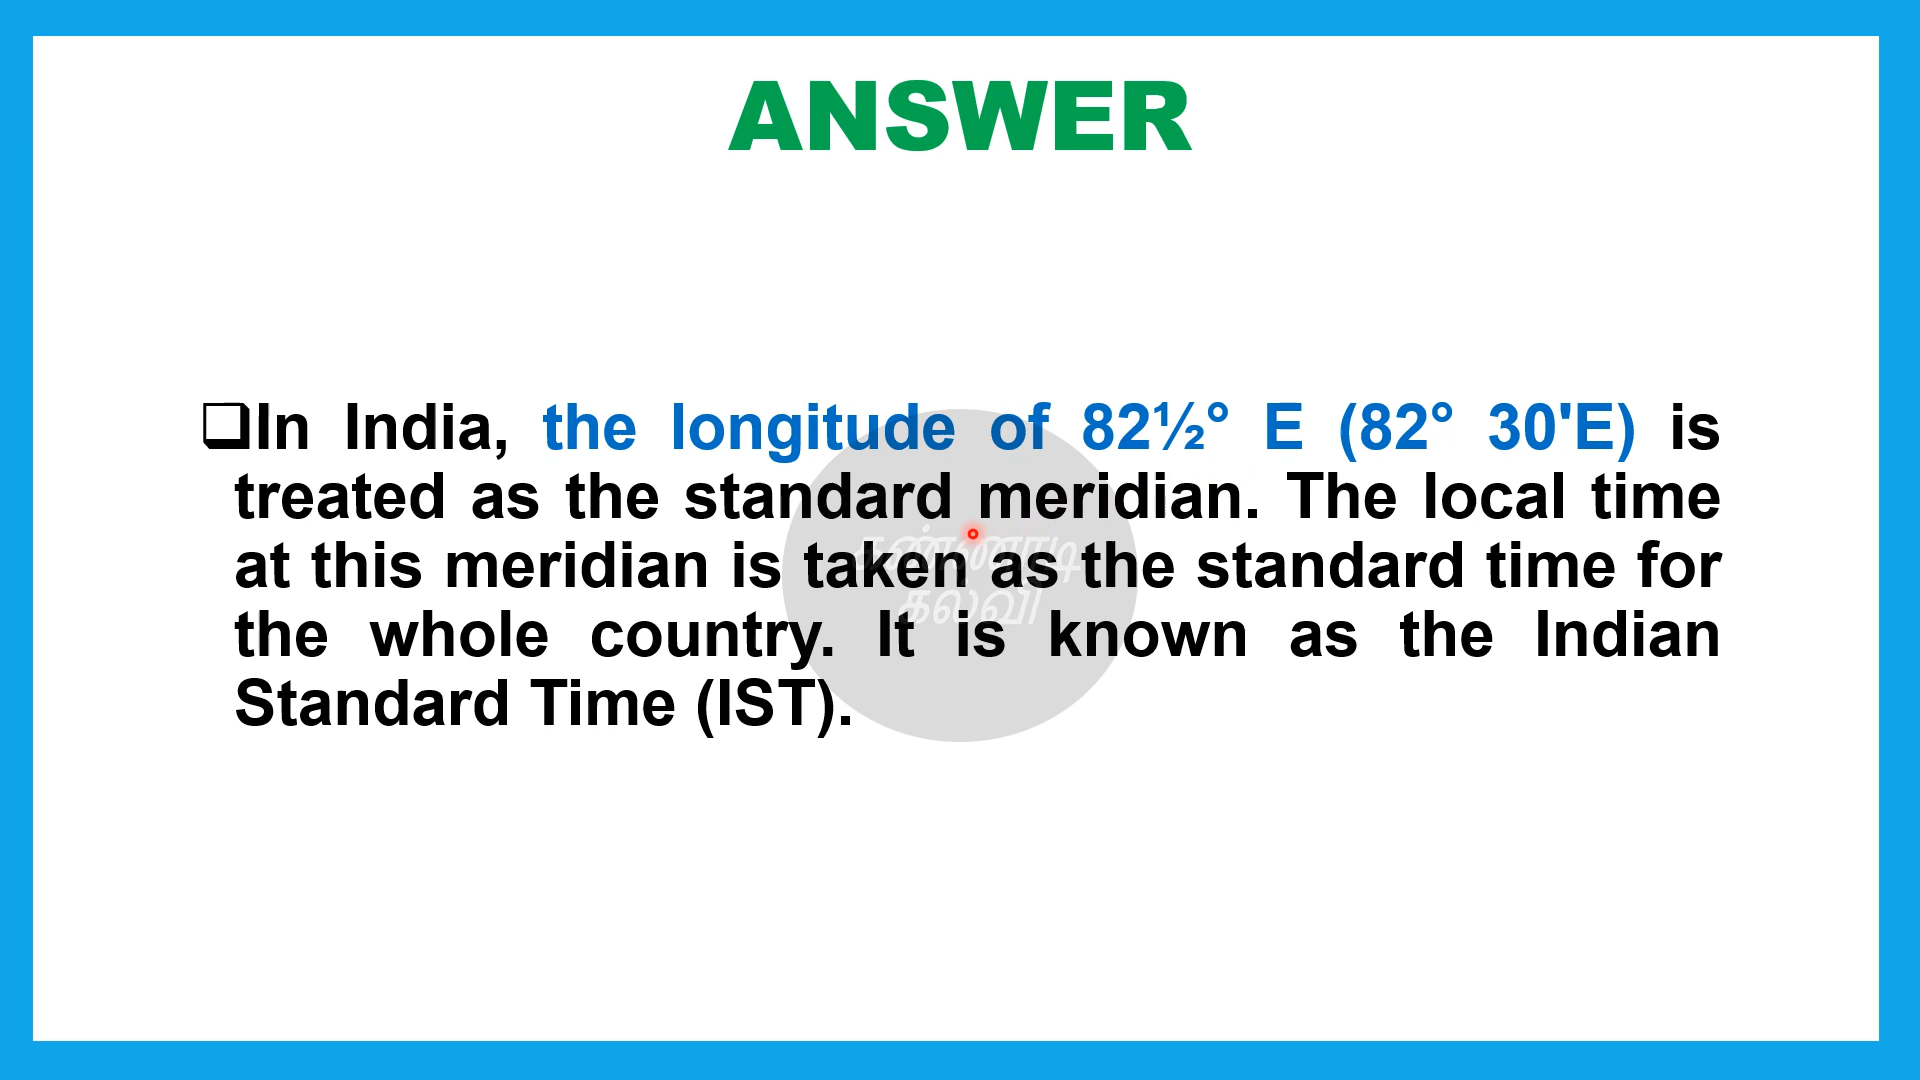 ANSWER
❑In India, the longitude of 82½° E (82° 30'E) is
treated as the standard meridian. The local time
at this meridian is taken as the standard time for
the whole country. It is known as the Indian
Standard Time (IST).
கண்ணாடி
கல்வி